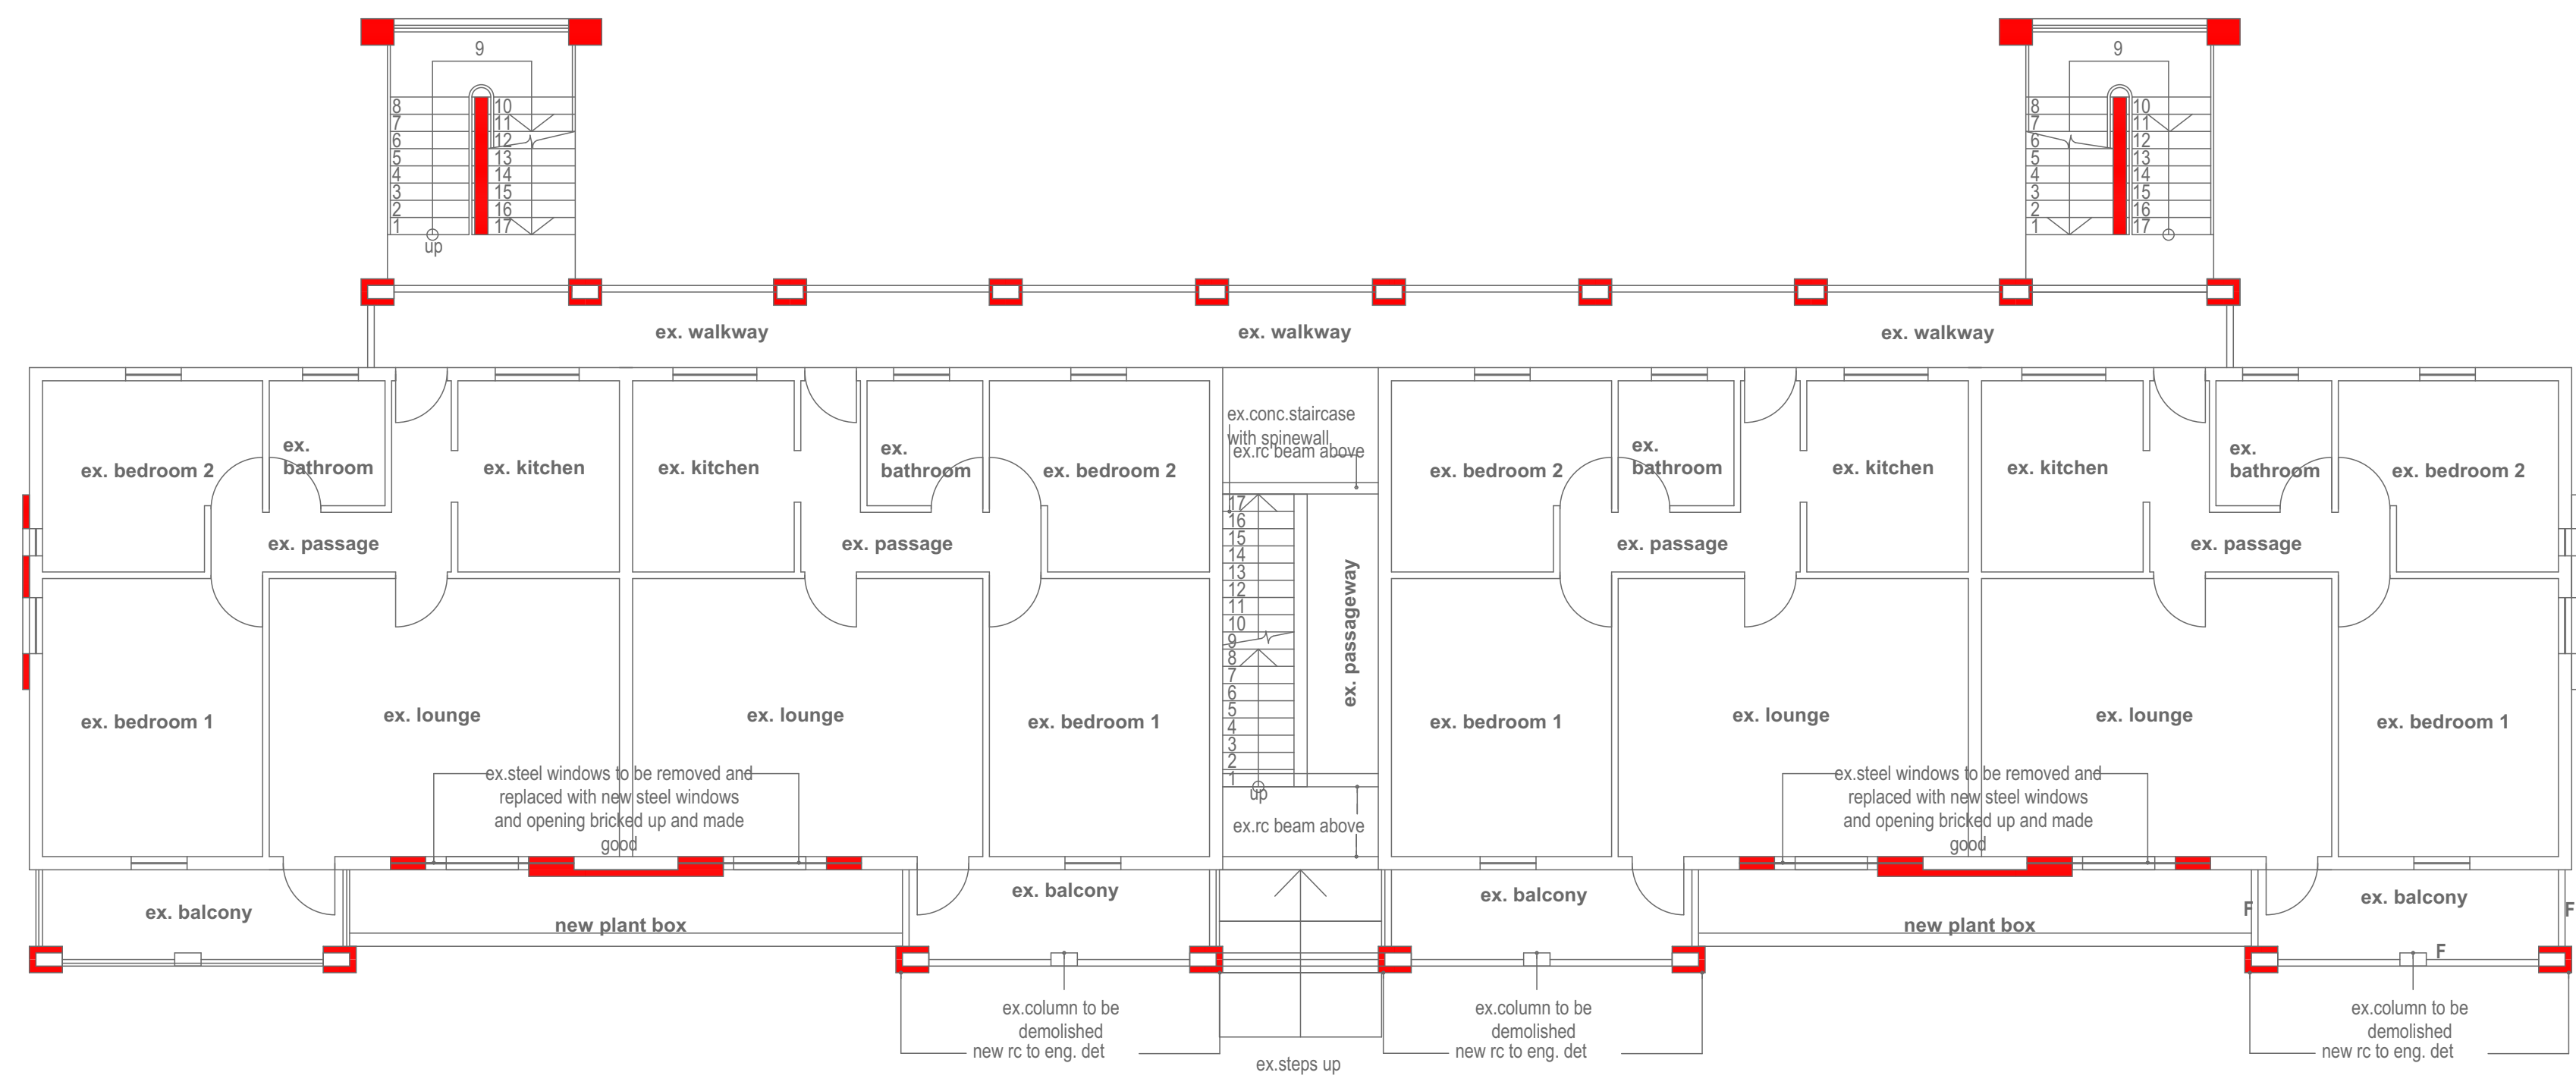 9
9
8
7
6
5
4
3
2
1
10
11
12
13
14
15
16
17
up
8
7
6
5
4
3
2
1
10
11
12
13
14
15
16
17
ex. walkway
ex. walkway
ex. walkway
ex. bedroom 2
ex.
bathroom
ex. kitchen
ex. kitchen
ex.
bathroom
ex. bedroom 2
ex.conc.staircase
with spinewall
ex.rc beam above
ex. bedroom 2
ex.
bathroom
ex. kitchen
ex. kitchen
ex.
bathroom
ex. bedroom 2
ex. passage
ex. passage
17
16
15
14
13
12
11
10
9
8
7
6
5
4
3
2
1
up
ex. passageway
ex. passage
ex. passage
ex. bedroom 1
ex. lounge
ex. lounge
ex. bedroom 1
ex. bedroom 1
ex. lounge
ex. lounge
ex. bedroom 1
ex.steel windows to be removed and
replaced with new steel windows
and opening bricked up and made
good
ex.rc beam above
ex.steel windows to be removed and
replaced with new steel windows
and opening bricked up and made
good
ex. balcony
new plant box
ex. balcony
ex. balcony
new plant box
F
ex. balcony
F
F
ex.column to be
demolished
new rc to eng. det
ex.steps up
ex.column to be
demolished
new rc to eng. det
ex.column to be
demolished
new rc to eng. det